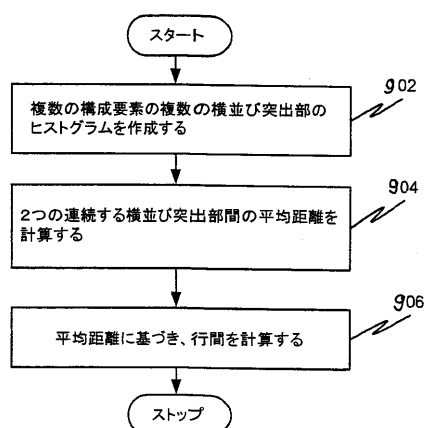 スタート
複数の構成要素の複数の横並び突出部の
ヒストグラムを作成する
902
2つの連続する横並び突出部間の平均距離を
計算する
904
平均距離に基づき、行間を計算する
906
ストップ